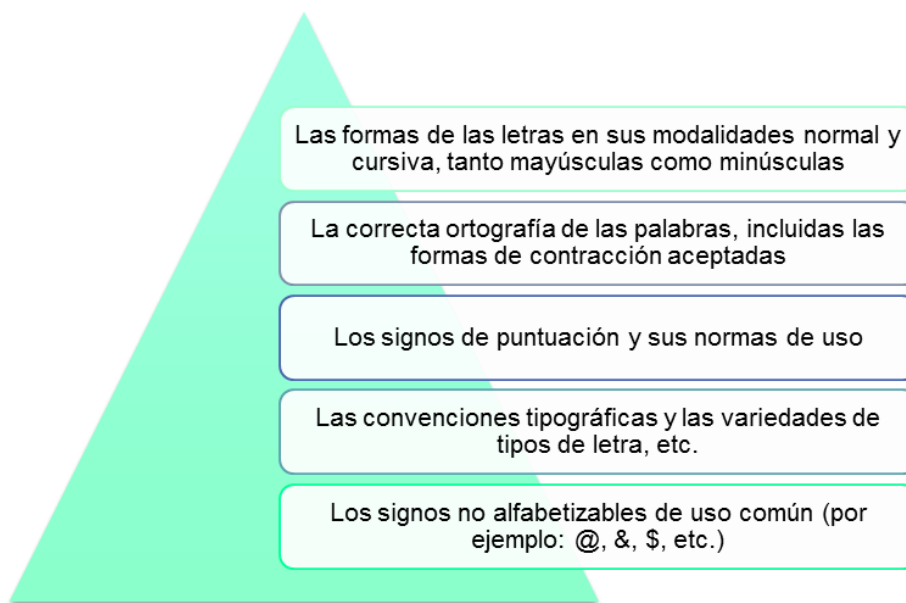 Las formas de las letras en sus modalidades normal y
cursiva, tanto mayúsculas como minúsculas
La correcta ortografía de las palabras, incluidas las
formas de contracción aceptadas
Los signos de puntuación y sus normas de uso
Las convenciones tipográficas y las variedades de
tipos de letra, etc.
Los signos no alfabetizables de uso común (por
ejemplo: @, &, $, etc.)